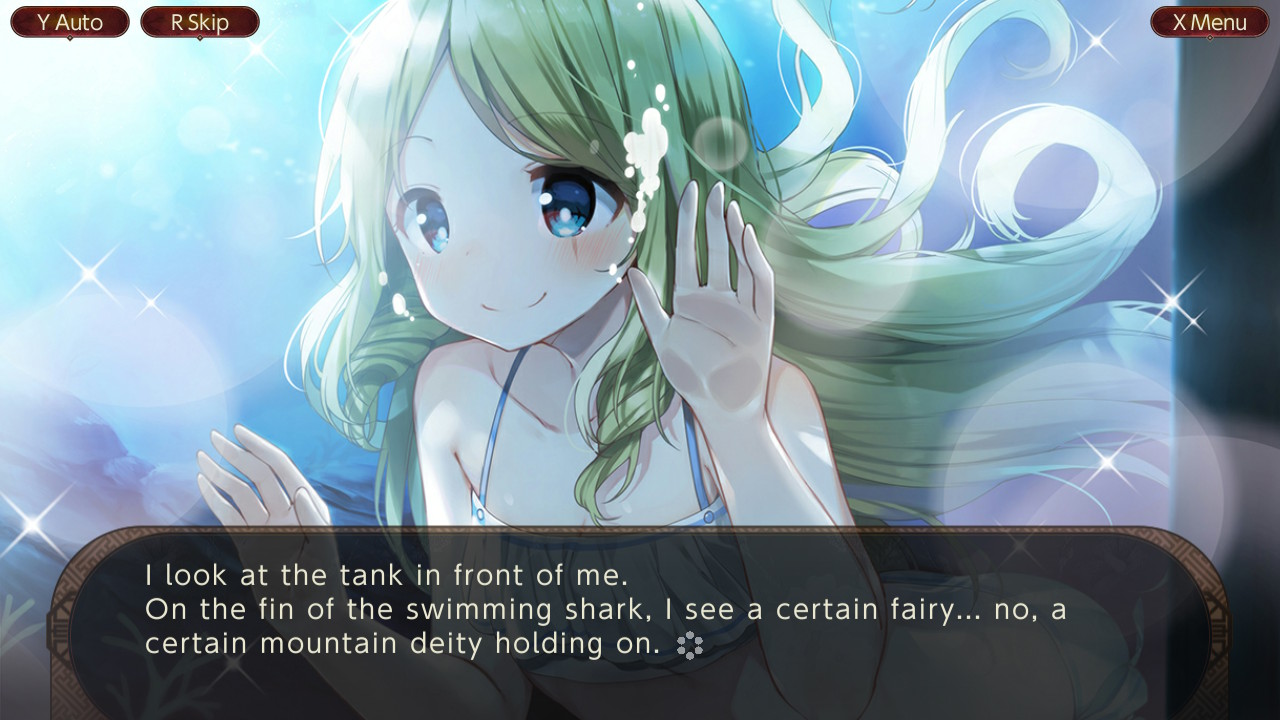 Y Auto
R Skip
X Menu
I look at the tank in front of me.
On the fin of the swimming shark, I see a certain fairy... no, a
certain mountain deity holding on.